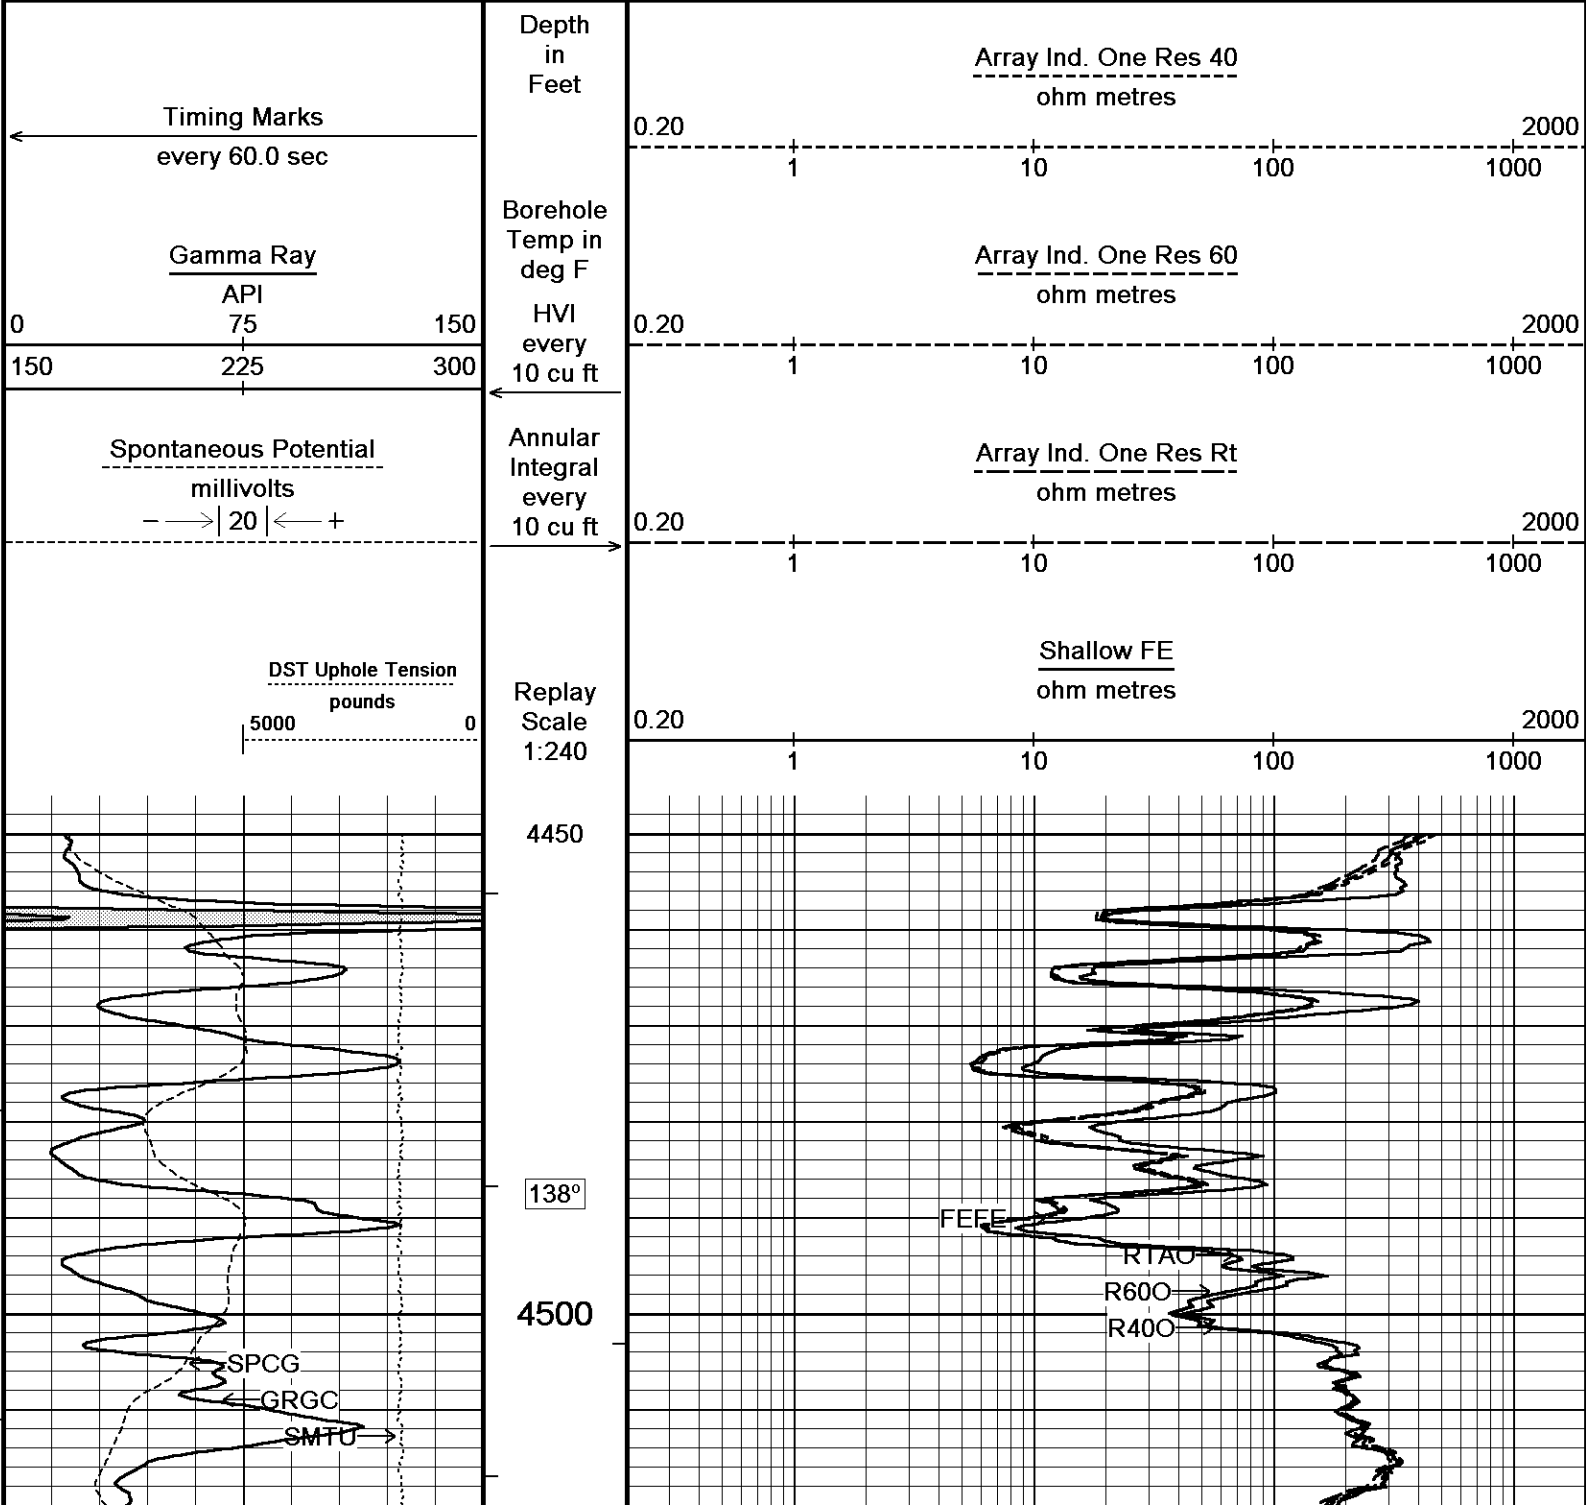 Timing Marks
every 60.0 sec
Gamma Ray
API
0 75 150
150 225 300
Spontaneous Potential
millivolts
− 20 +
DST Uphole Tension
pounds
5000 0
Depth
in
Feet
Borehole
Temp in
deg F
HVI
every
10 cu ft
Annular
Integral
every
10 cu ft
Replay
Scale
1:240
Array Ind. One Res 40
ohm metres
0.20 2000
1 10 100 1000
Array Ind. One Res 60
ohm metres
0.20 2000
1 10 100 1000
Array Ind. One Res Rt
ohm metres
0.20 2000
1 10 100 1000
Shallow FE
ohm metres
0.20 2000
1 10 100 1000
4450
138º
4500
SPCG
GRGC
SMTU
FEFE
RTAO
R60O
R40O